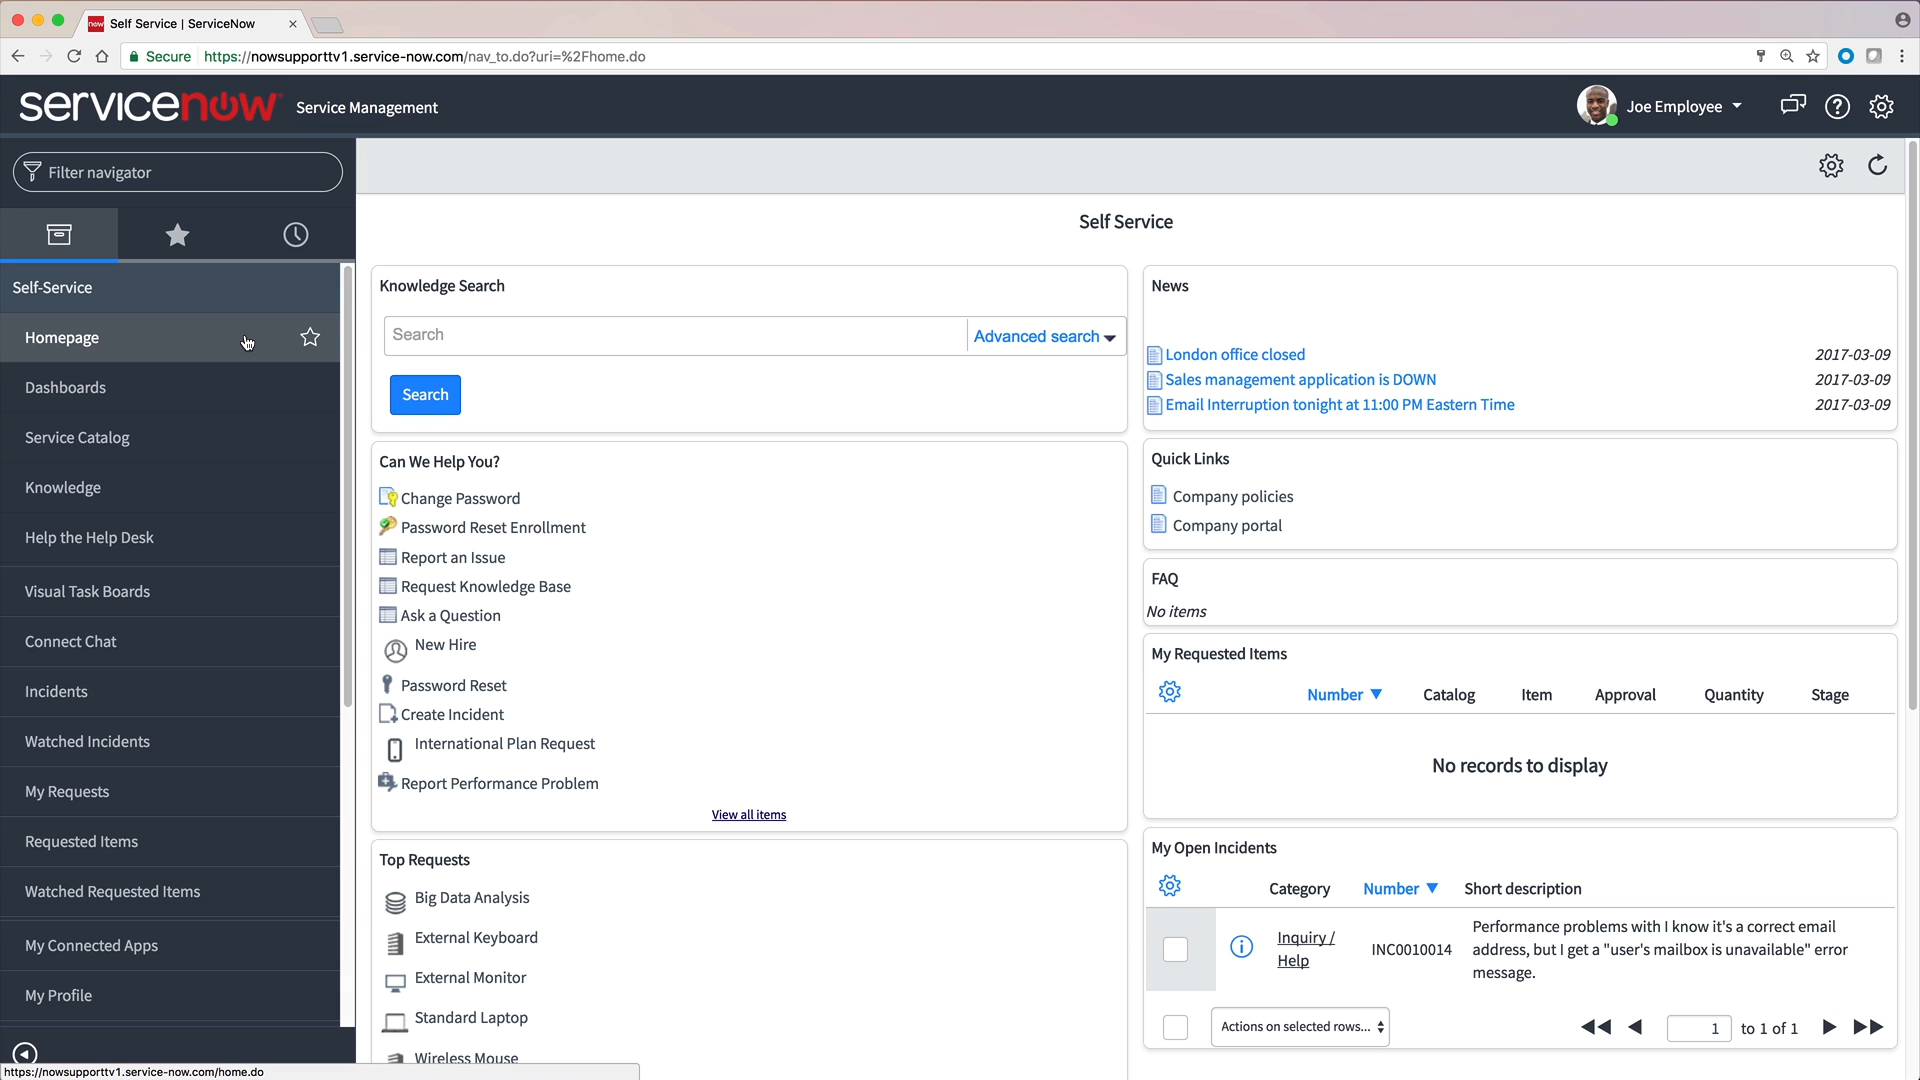 Self Service | ServiceNow
Secure https://nowsupporttv1.service-now.com/nav_to.do?uri=%2Fhome.do
now
servicenow Service Management
Joe Employee
Filter navigator
Self-Service
Homepage
Dashboards
Service Catalog
Knowledge
Help the Help Desk
Visual Task Boards
Connect Chat
Incidents
Watched Incidents
My Requests
Requested Items
Watched Requested Items
My Connected Apps
My Profile
https://nowsupporttv1.service-now.com/home.do
Self Service
Knowledge Search
Search Advanced search
Search
Can We Help You?
Change Password
Password Reset Enrollment
Report an Issue
Request Knowledge Base
Ask a Question
New Hire
Password Reset
Create Incident
International Plan Request
Report Performance Problem
View all items
Top Requests
Big Data Analysis
External Keyboard
External Monitor
Standard Laptop
Wireless Mouse
News
London office closed 2017-03-09
Sales management application is DOWN 2017-03-09
Email Interruption tonight at 11:00 PM Eastern Time 2017-03-09
Quick Links
Company policies
Company portal
FAQ
No items
My Requested Items
Number Catalog Item Approval Quantity Stage
No records to display
My Open Incidents
Category Number Short description
Inquiry / Help INC0010014 Performance problems with I know it's a correct email
address, but I get a "user's mailbox is unavailable" error
message.
Actions on selected rows... 1 to 1 of 1